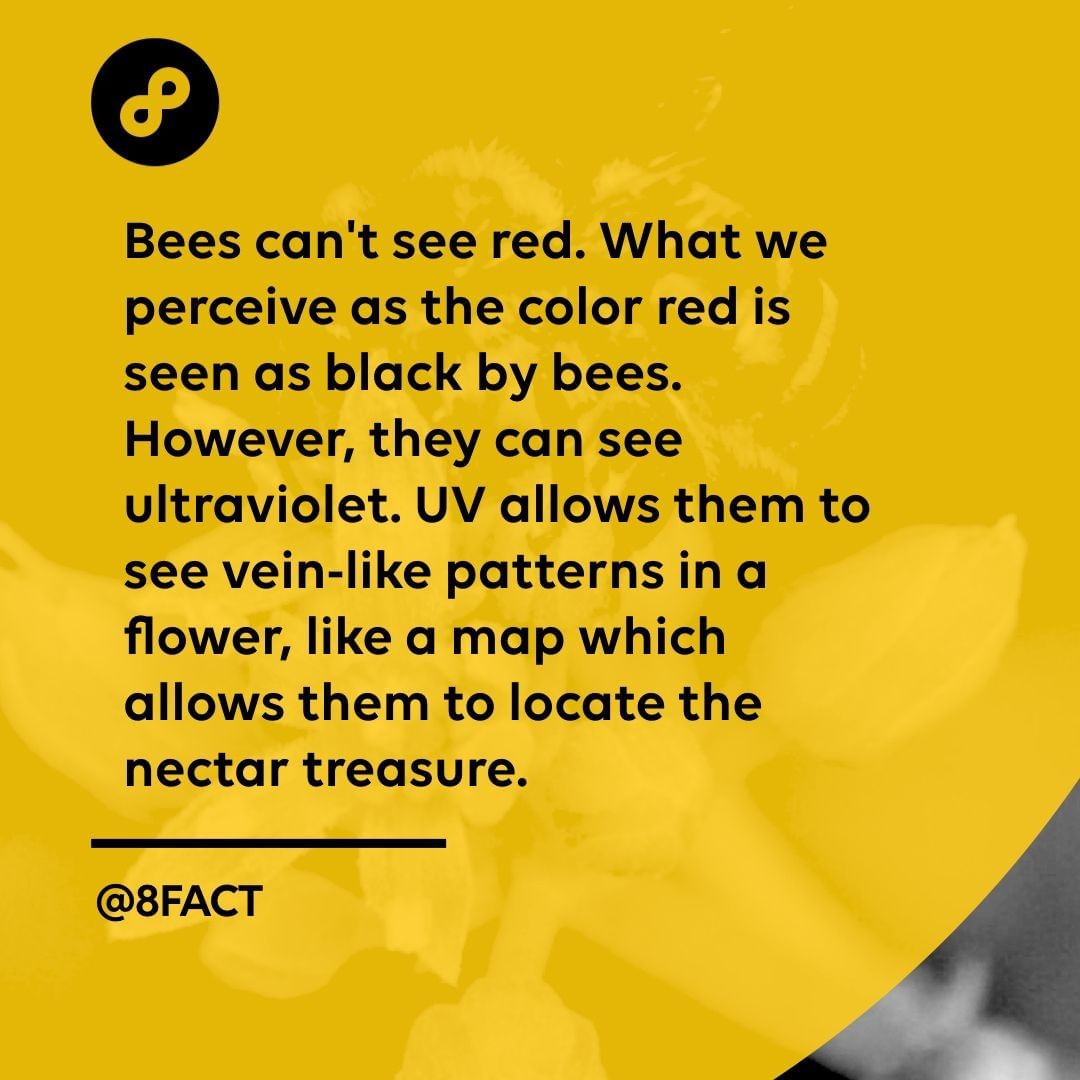 Bees can't see red. What we
perceive as the color red is
seen as black by bees.
However, they can see
ultraviolet. UV allows them to
see vein-like patterns in a
flower, like a map which
allows them to locate the
nectar treasure.
@8FACT